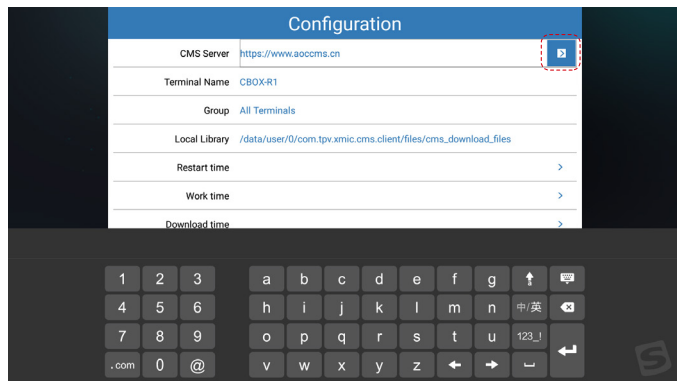 Configuration
CMS Server https://www.aoccms.cn
Terminal Name CBOX-R1
Group All Terminals
Local Library /data/user/0/com.tpv.xmic.cms.client/files/cms_download_files
Restart time
Work time
Download time
1 2 3 a b c d e f g
4 5 6 h i j k l m n 中/英
7 8 9 o p q r s t u 123_!
.com 0 @ v w x y z
S